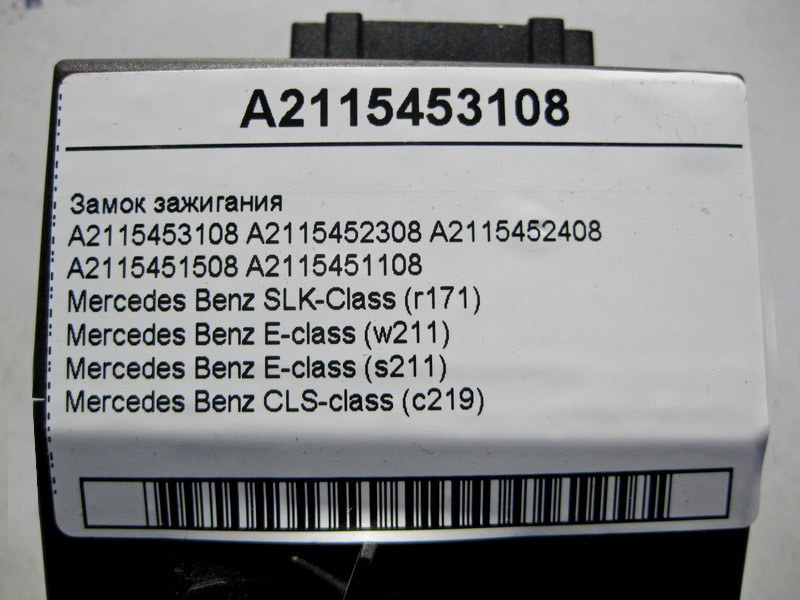 A2115453108
Замок зажигания
A2115453108 A2115452308 A2115452408
A2115451508 A2115451108
Mercedes Benz SLK-Class (r171)
Mercedes Benz E-class (w211)
Mercedes Benz E-class (s211)
Mercedes Benz CLS-class (c219)